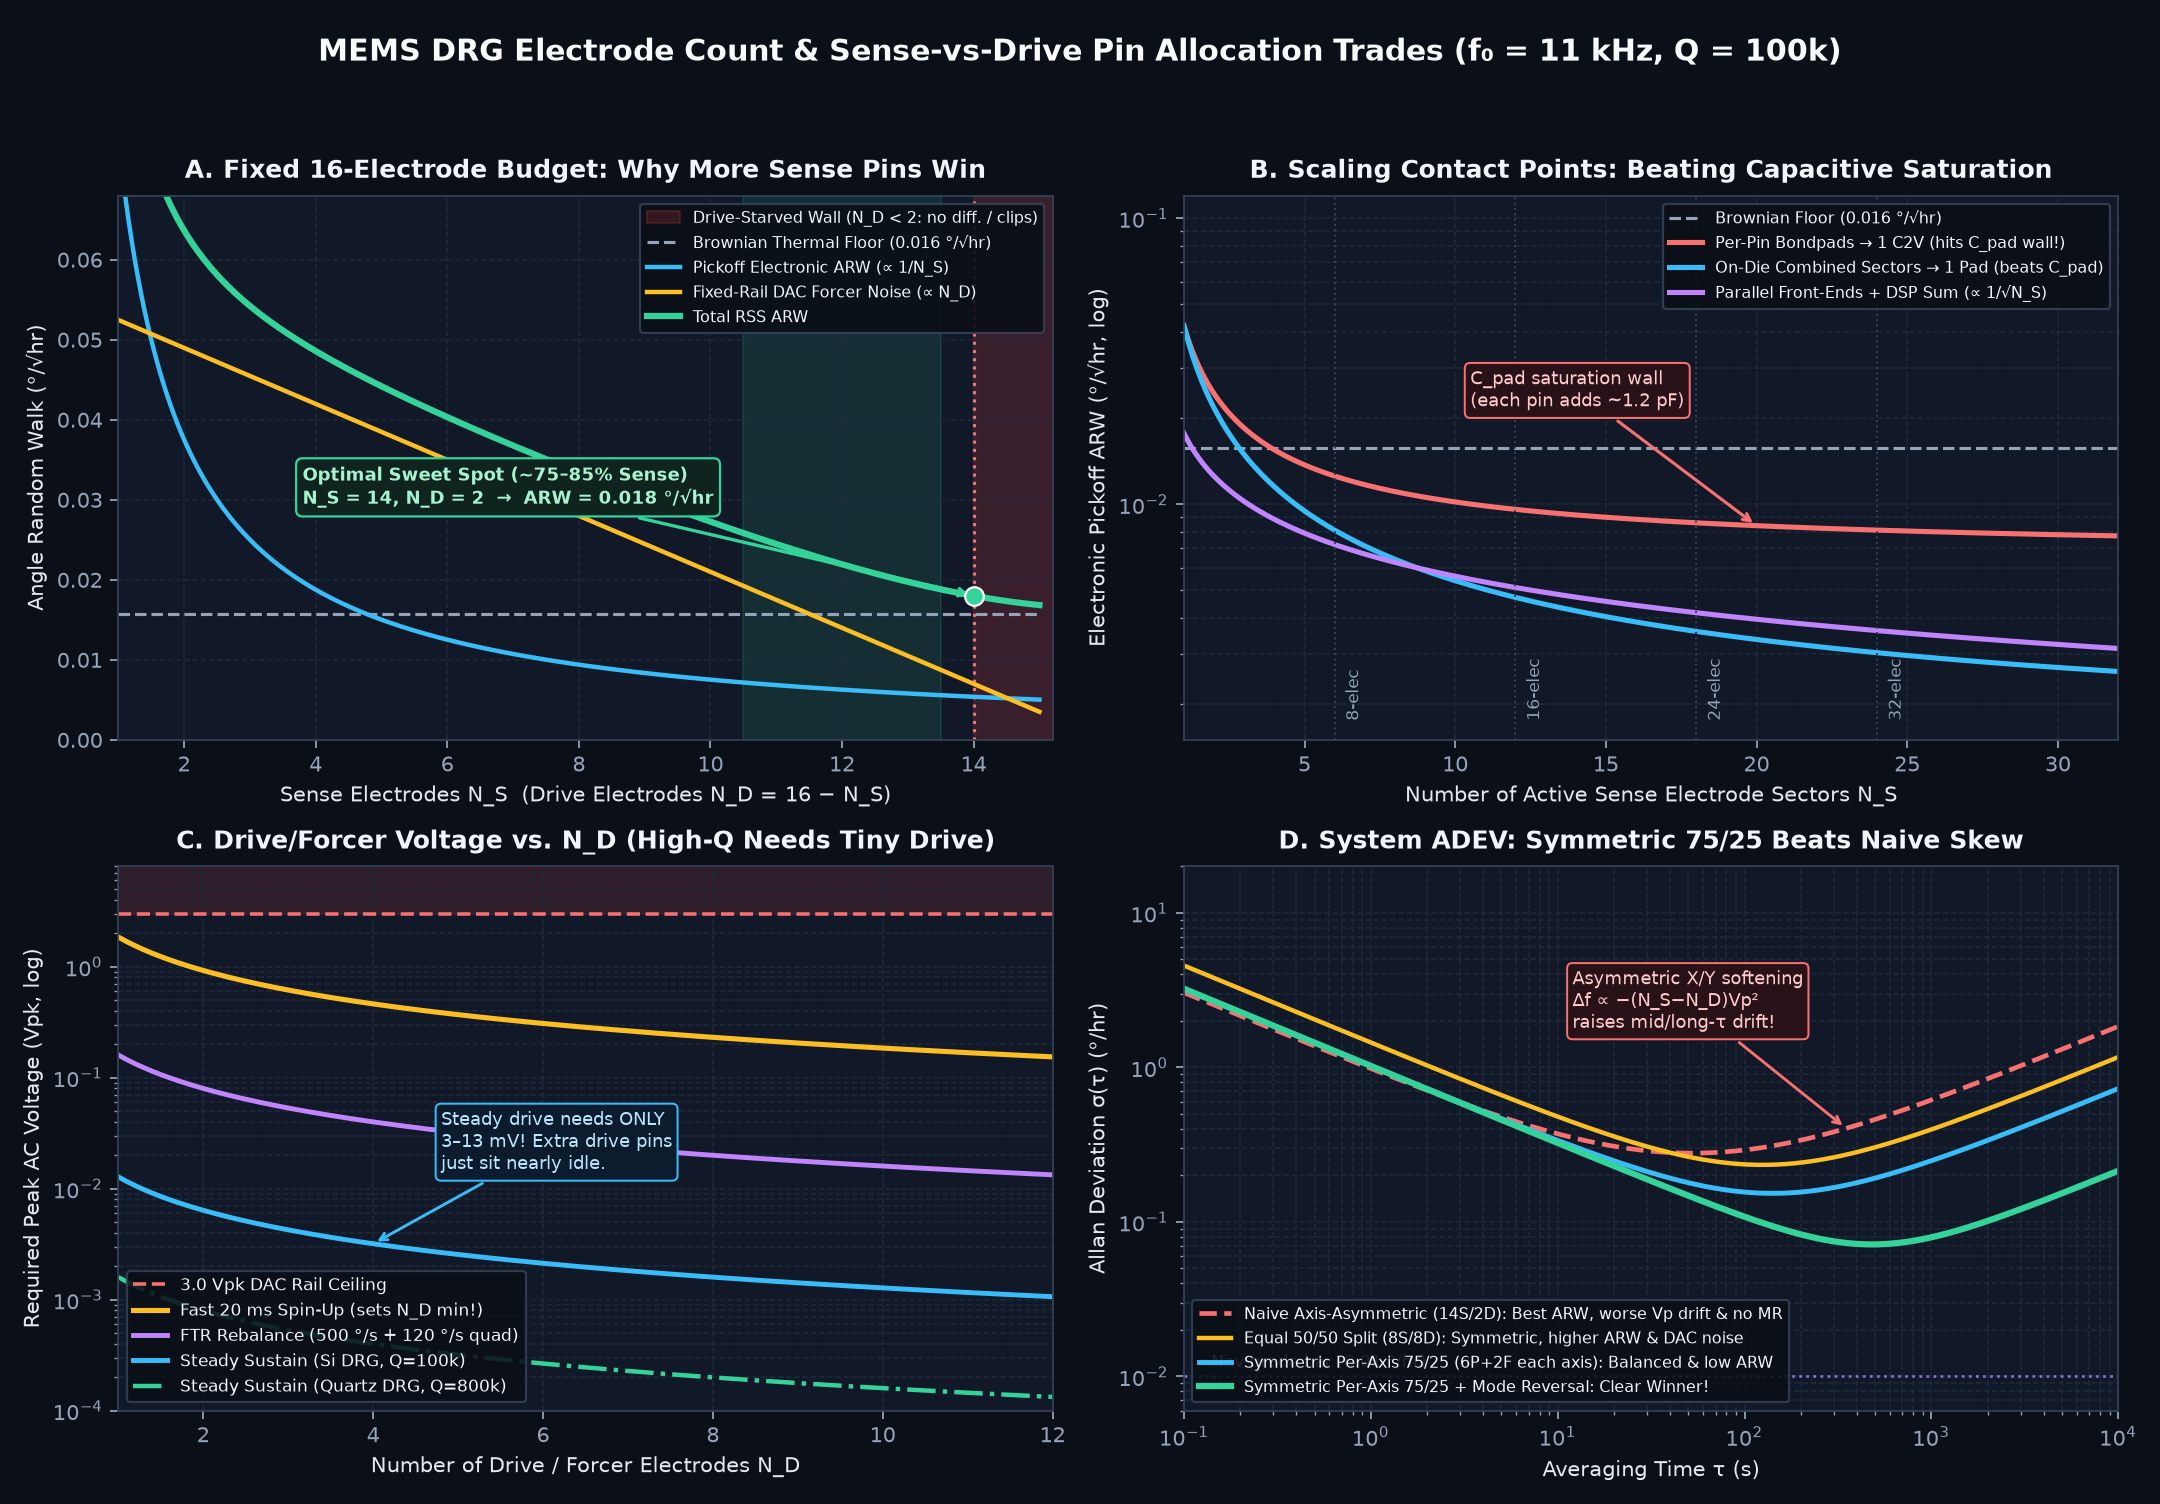 MEMS DRG Electrode Count & Sense-vs-Drive Pin Allocation Trades (f₀ = 11 kHz, Q = 100k)
A. Fixed 16-Electrode Budget: Why More Sense Pins Win
Angle Random Walk (°/√hr)
0.06
0.05
0.04
0.03
0.02
0.01
0.00
Drive-Starved Wall (N_D < 2: no diff. / clips)
Brownian Thermal Floor (0.016 °/√hr)
Pickoff Electronic ARW (∝ 1/N_S)
Fixed-Rail DAC Forcer Noise (∝ N_D)
Total RSS ARW
Optimal Sweet Spot (~75–85% Sense)
N_S = 14, N_D = 2 → ARW = 0.018 °/√hr
2 4 6 8 10 12 14
Sense Electrodes N_S (Drive Electrodes N_D = 16 − N_S)
B. Scaling Contact Points: Beating Capacitive Saturation
Electronic Pickoff ARW (°/√hr, log)
10⁻¹
10⁻²
Brownian Floor (0.016 °/√hr)
Per-Pin Bondpads → 1 C2V (hits C_pad wall!)
On-Die Combined Sectors → 1 Pad (beats C_pad)
Parallel Front-Ends + DSP Sum (∝ 1/√N_S)
C_pad saturation wall
(each pin adds ~1.2 pF)
8-elec
16-elec
24-elec
32-elec
5 10 15 20 25 30
Number of Active Sense Electrode Sectors N_S
C. Drive/Forcer Voltage vs. N_D (High-Q Needs Tiny Drive)
Required Peak AC Voltage (Vpk, log)
10⁰
10⁻¹
10⁻²
10⁻³
10⁻⁴
Steady drive needs ONLY
3–13 mV! Extra drive pins
just sit nearly idle.
3.0 Vpk DAC Rail Ceiling
Fast 20 ms Spin-Up (sets N_D min!)
FTR Rebalance (500 °/s + 120 °/s quad)
Steady Sustain (Si DRG, Q=100k)
Steady Sustain (Quartz DRG, Q=800k)
2 4 6 8 10 12
Number of Drive / Forcer Electrodes N_D
D. System ADEV: Symmetric 75/25 Beats Naive Skew
Allan Deviation σ(τ) (°/hr)
10¹
10⁰
10⁻¹
10⁻²
Asymmetric X/Y softening
Δf ∝ −(N_S−N_D)Vp²
raises mid/long-τ drift!
Naive Axis-Asymmetric (14S/2D): Best ARW, worse Vp drift & no MR
Equal 50/50 Split (8S/8D): Symmetric, higher ARW & DAC noise
Symmetric Per-Axis 75/25 (6P+2F each axis): Balanced & low ARW
Symmetric Per-Axis 75/25 + Mode Reversal: Clear Winner!
10⁻¹ 10⁰ 10¹ 10² 10³ 10⁴
Averaging Time τ (s)